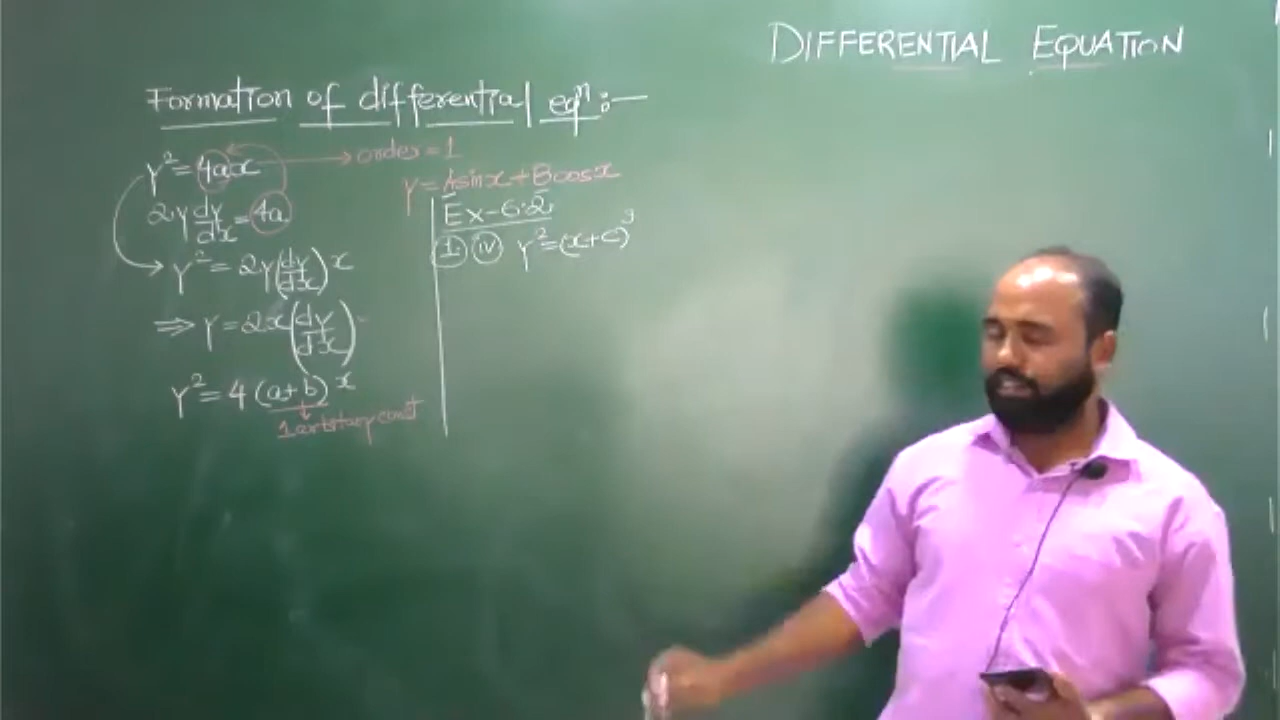 DIFFERENTIAL EQUATION
Formation of differential eqⁿ :-
y² = 4ax → order = 1
2y dy/dx = 4a
y² = 2y(dy/dx)x
⇒ y = 2x(dy/dx)
y² = 4(a+b)x
1 arbitrary const
y = Asinx + Bcosx
Ex-6.2
1 iv y² = (x+c)³